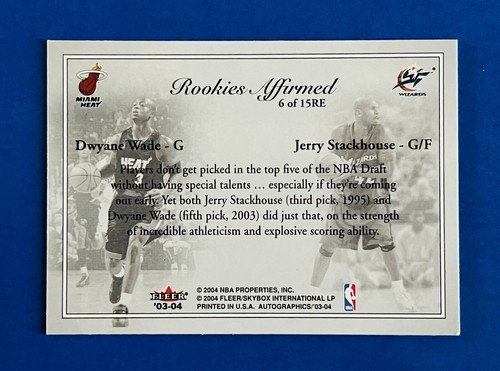 Rookies Affirmed
6 of 15RE
MIAMI
HEAT
WIZARDS
Dwyane Wade - G
Jerry Stackhouse - G/F
HEAT
Players don't get picked in the top five of the NBA Draft
without having special talents ... especially if they're coming
out early. Yet both Jerry Stackhouse (third pick, 1995) and
Dwyane Wade (fifth pick, 2003) did just that, on the strength
of incredible athleticism and explosive scoring ability.
FLEER
'03-04
© 2004 NBA PROPERTIES, INC.
© 2004 FLEER/SKYBOX INTERNATIONAL LP
PRINTED IN U.S.A. AUTOGRAPHICS/'03-04